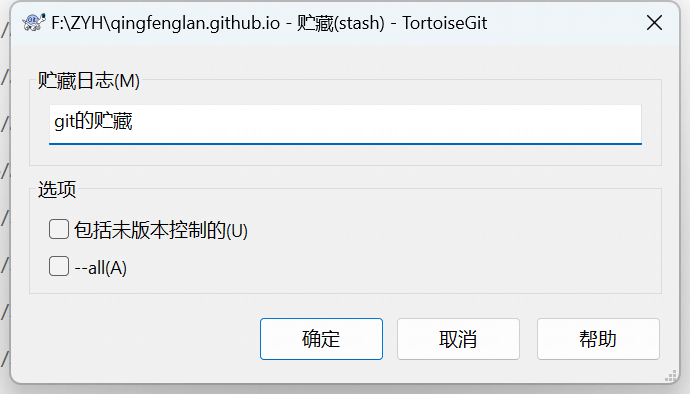 F:\ZYH\qingfenglan.github.io - 贮藏(stash) - TortoiseGit
贮藏日志(M)
git的贮藏
选项
包括未版本控制的(U)
--all(A)
确定 取消 帮助